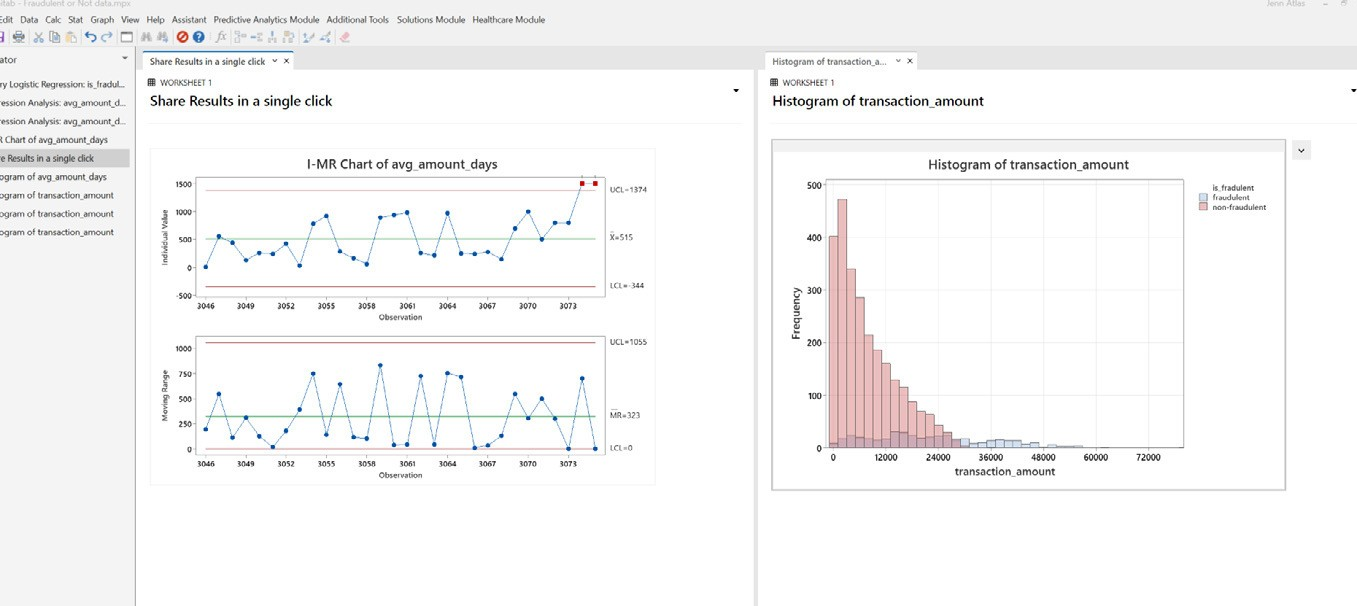 itab - Fraudulent or Not data.mpx
Jenn Atlas
Edit Data Calc Stat Graph View Help Assistant Predictive Analytics Module Additional Tools Solutions Module Healthcare Module
ator
ry Logistic Regression: is_fradul...
ression Analysis: avg_amount_d...
ression Analysis: avg_amount_d...
R Chart of avg_amount_days
re Results in a single click
ogram of avg_amount_days
ogram of transaction_amount
ogram of transaction_amount
ogram of transaction_amount
Share Results in a single click
WORKSHEET 1
Share Results in a single click
I-MR Chart of avg_amount_days
1500
1000
500
0
-500
Individual Value
UCL=1374
X=515
LCL=-344
3046 3049 3052 3055 3058 3061 3064 3067 3070 3073
Observation
1000
750
500
250
0
Moving Range
UCL=1055
MR=323
LCL=0
3046 3049 3052 3055 3058 3061 3064 3067 3070 3073
Observation
Histogram of transaction_a...
WORKSHEET 1
Histogram of transaction_amount
Histogram of transaction_amount
500
400
300
200
100
0
Frequency
0 12000 24000 36000 48000 60000 72000
transaction_amount
is_fradulent
fraudulent
non-fraudulent